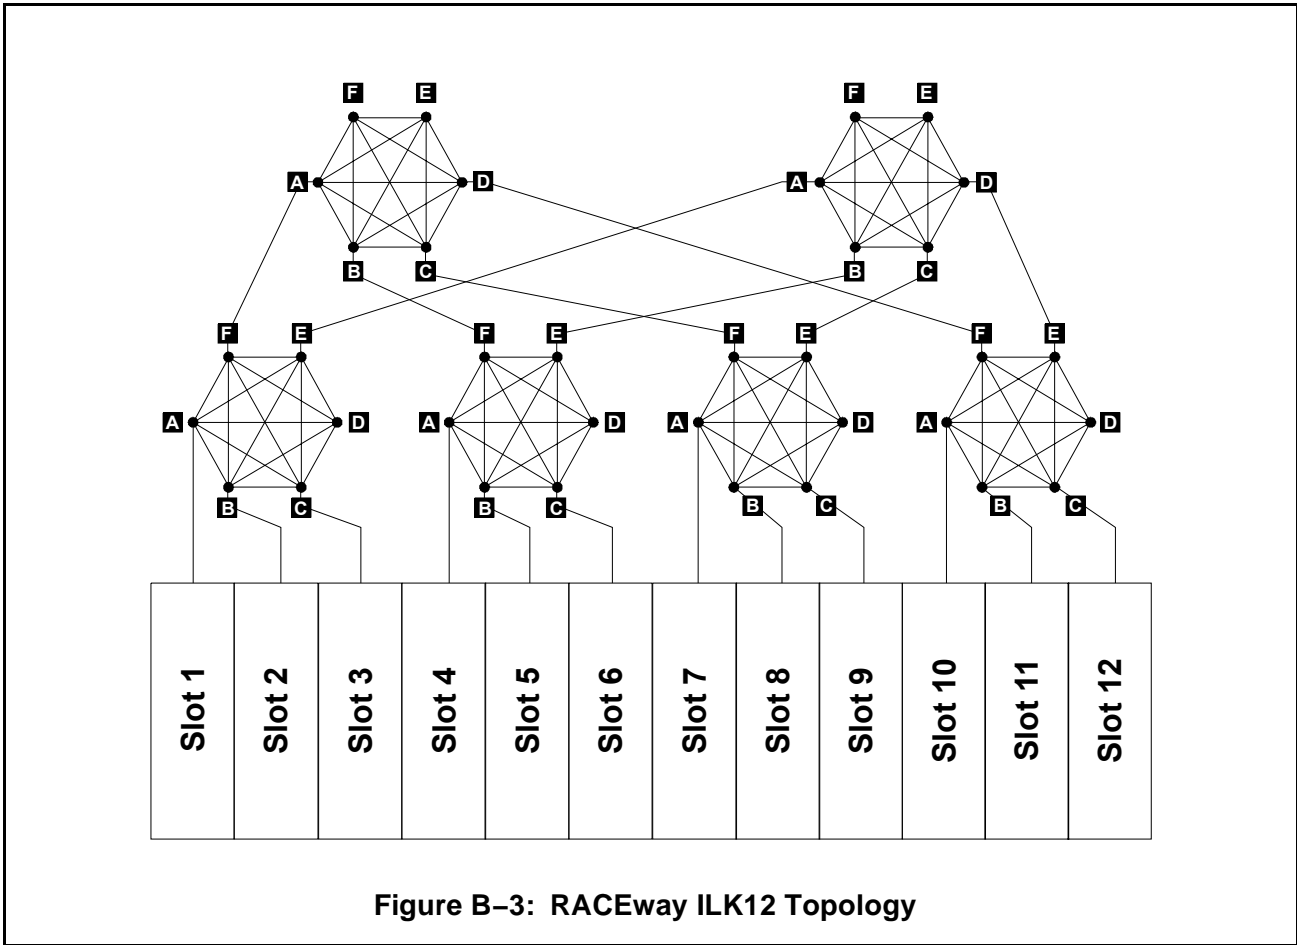 F E F E
A D A D
B C B C
F E F E F E F E
A D A D A D A D
B C B C B C B C
Slot 1
Slot 2
Slot 3
Slot 4
Slot 5
Slot 6
Slot 7
Slot 8
Slot 9
Slot 10
Slot 11
Slot 12
Figure B−3: RACEway ILK12 Topology